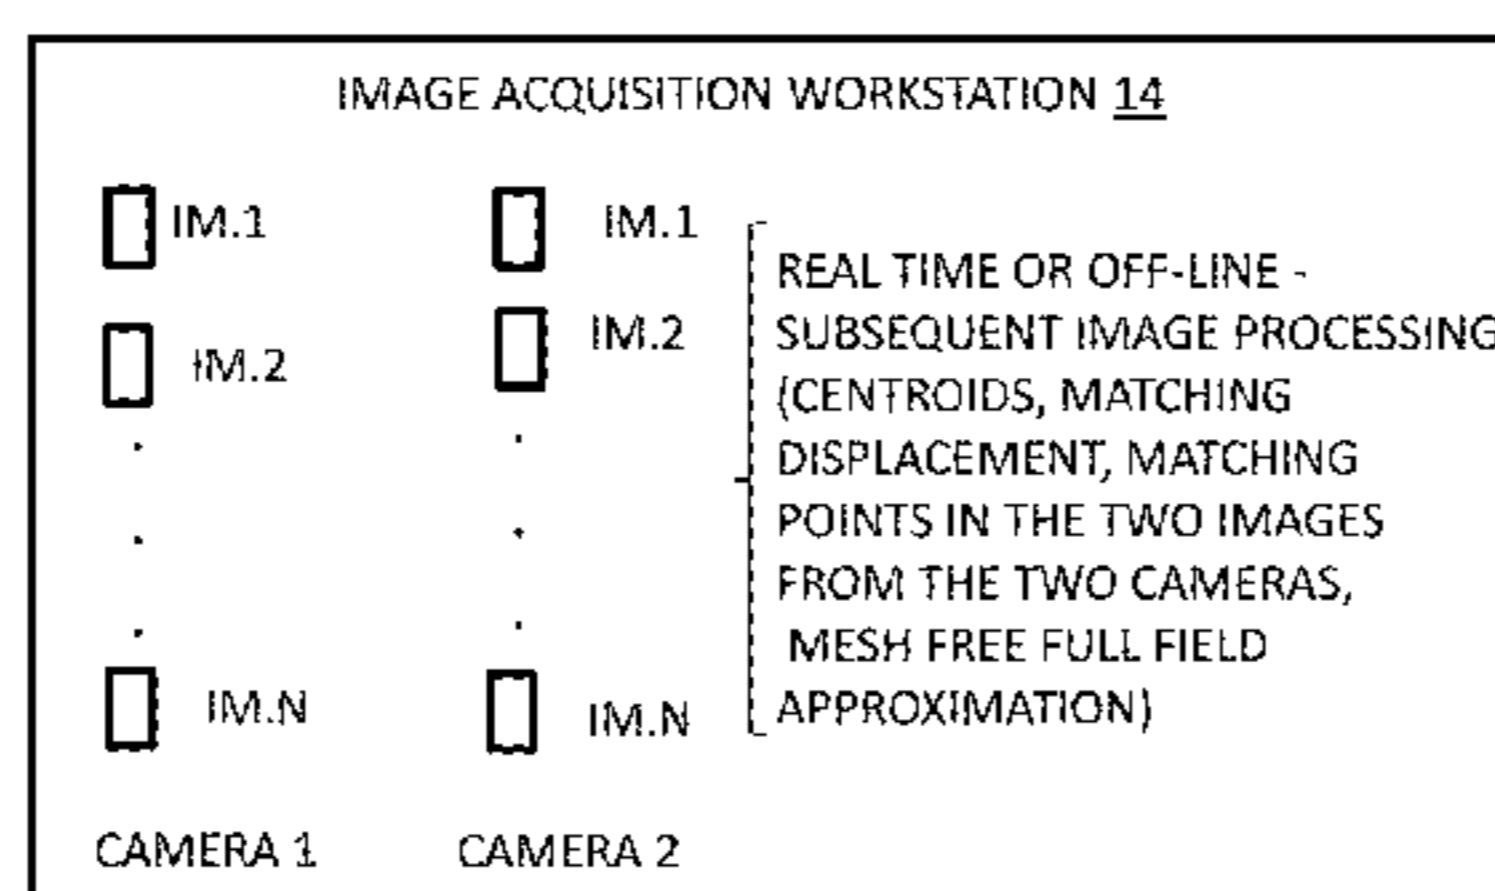 IMAGE ACQUISITION WORKSTATION 14
IM.1
IM.2
IM.N
CAMERA 1
IM.1
IM.2
IM.N
CAMERA 2
REAL TIME OR OFF-LINE -
SUBSEQUENT IMAGE PROCESSING
(CENTROIDS, MATCHING
DISPLACEMENT, MATCHING
POINTS IN THE TWO IMAGES
FROM THE TWO CAMERAS,
MESH FREE FULL FIELD
APPROXIMATION)